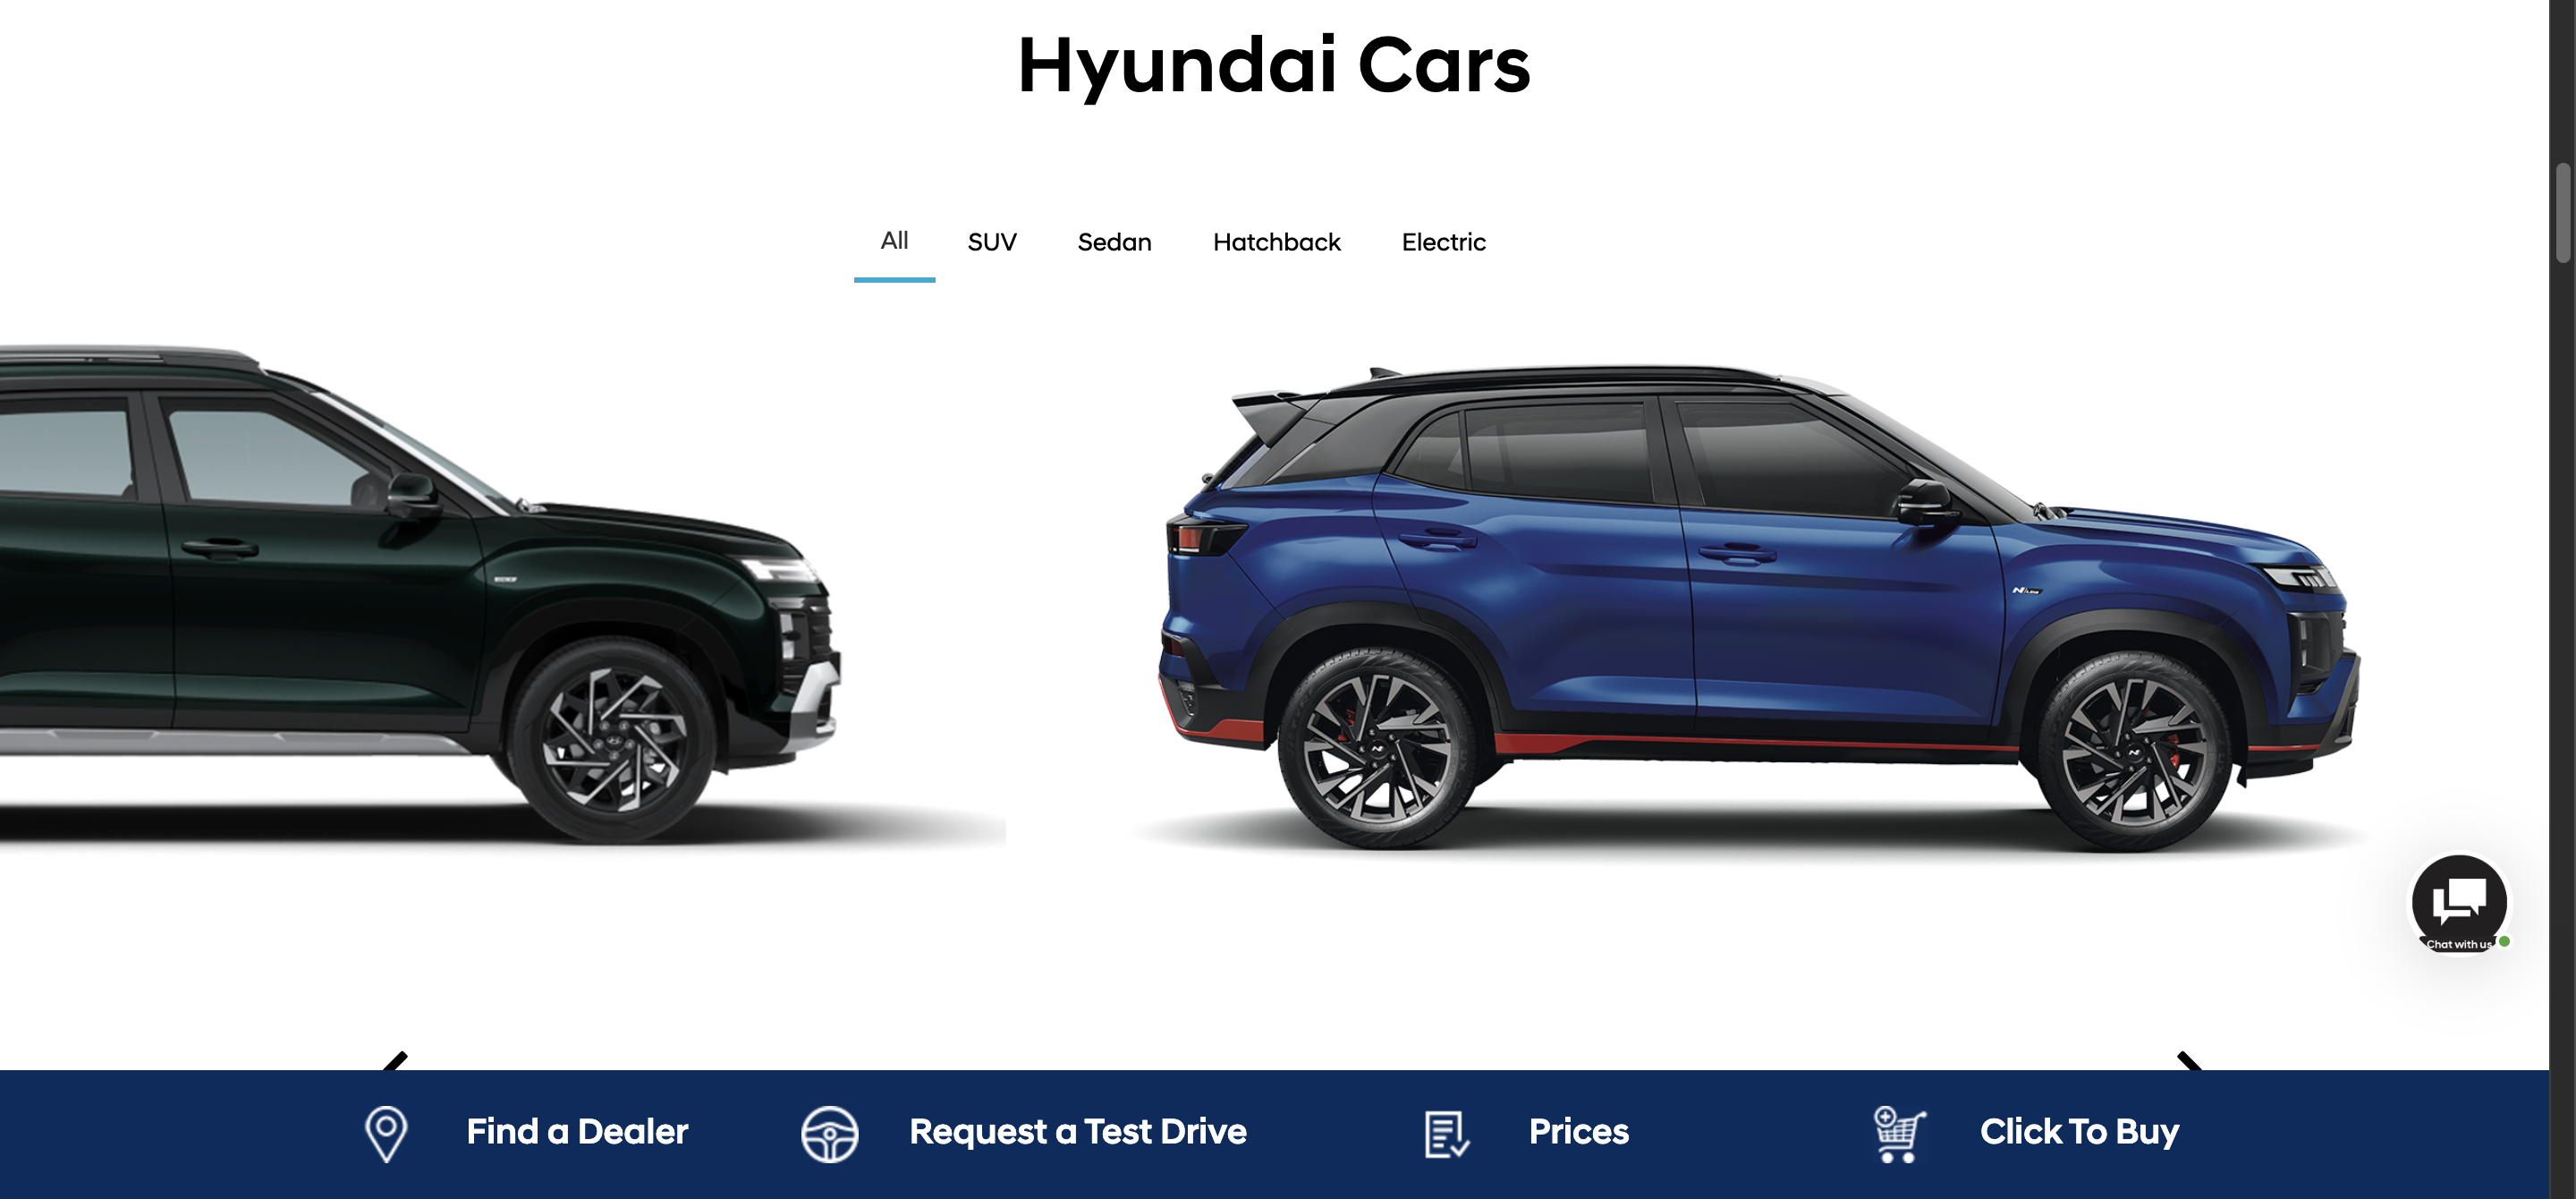 Hyundai Cars
All SUV Sedan Hatchback Electric
Chat with us
Find a Dealer Request a Test Drive Prices Click To Buy